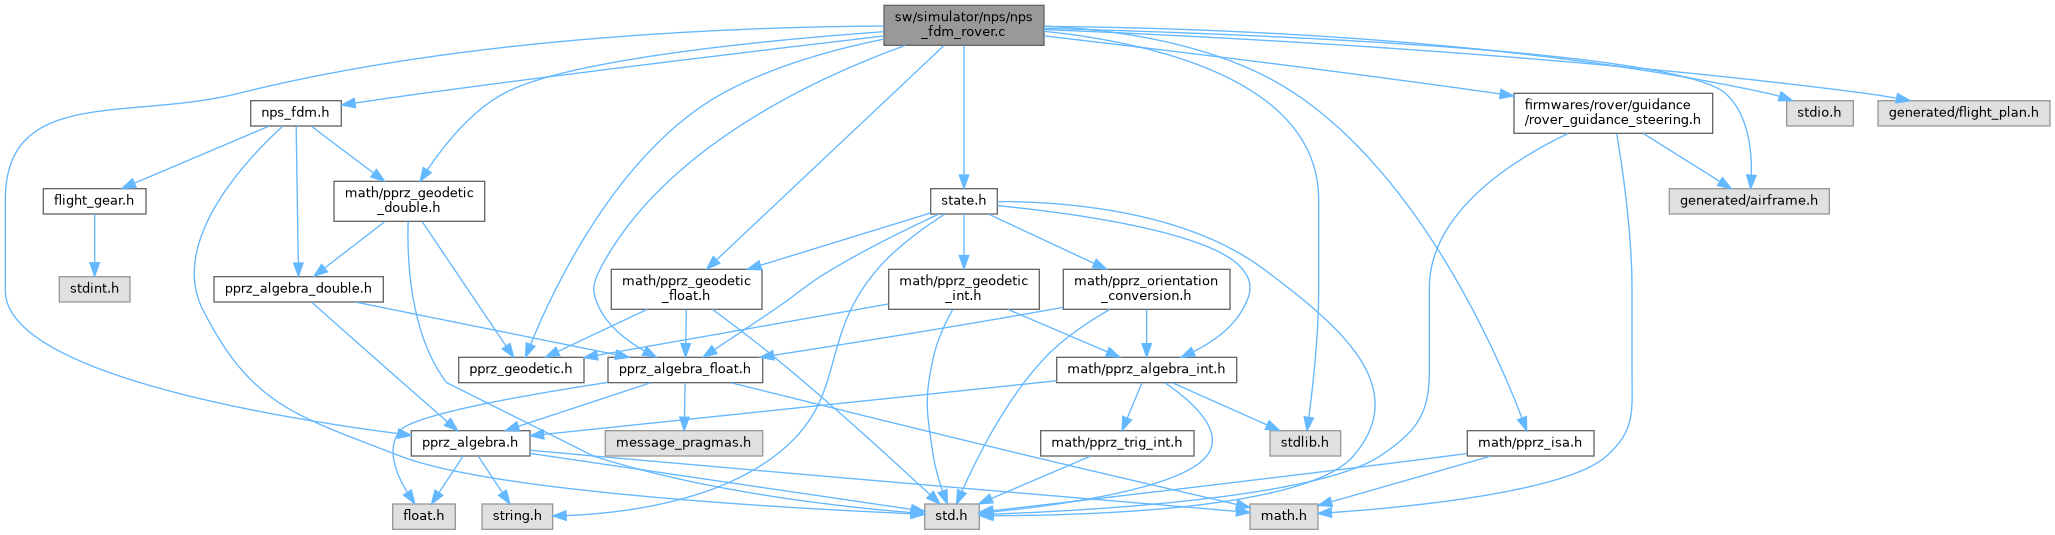 sw/simulator/nps/nps
_fdm_rover.c
nps_fdm.h
firmwares/rover/guidance
/rover_guidance_steering.h
stdio.h
generated/flight_plan.h
flight_gear.h
math/pprz_geodetic
_double.h
state.h
generated/airframe.h
stdint.h
pprz_algebra_double.h
math/pprz_geodetic
_float.h
math/pprz_geodetic
_int.h
math/pprz_orientation
_conversion.h
pprz_geodetic.h
pprz_algebra_float.h
math/pprz_algebra_int.h
pprz_algebra.h
message_pragmas.h
math/pprz_trig_int.h
stdlib.h
math/pprz_isa.h
float.h
string.h
std.h
math.h